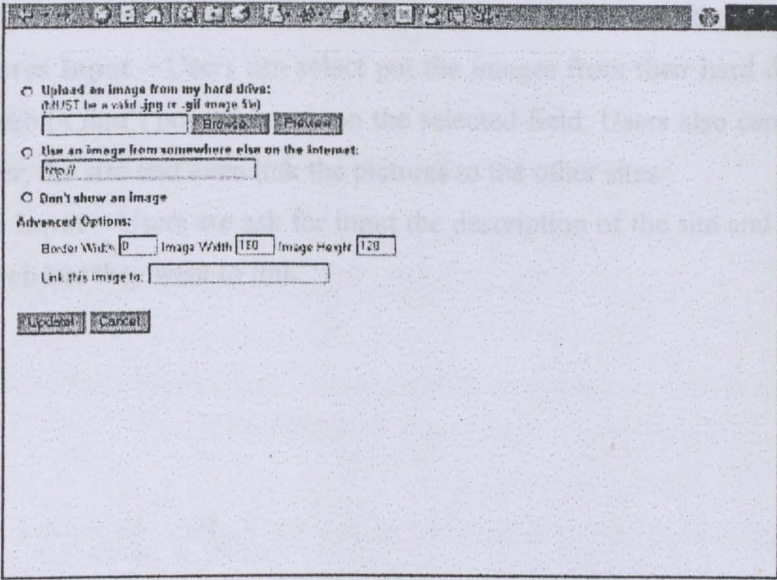 Upload an image from my hard drive:
(MUST be a valid .jpg or .gif image file)
Browse... Preview
Use an image from somewhere else on the Internet:
http://
Don't show an image
Advanced Options:
Border Width 0 Image Width 160 Image Height 120
Link this image to:
Update! Cancel
Input – Users can select put the images from their hard
the selected field. Users also can
the pictures to the other sites.
Users are ask for input the description of the site and